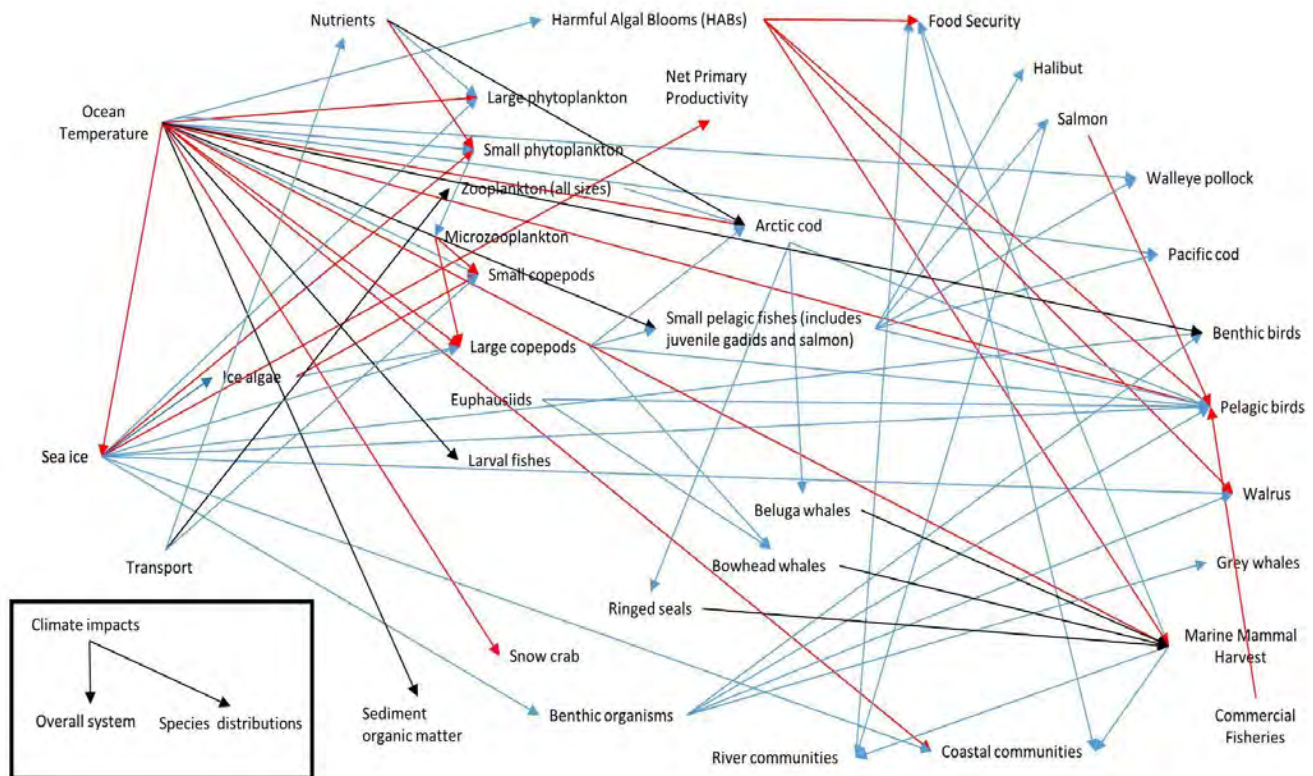 Nutrients
Harmful Algal Blooms (HABs)
Food Security
Halibut
Net Primary
Productivity
Large phytoplankton
Ocean
Temperature
Salmon
Small phytoplankton
Walleye pollock
Zooplankton (all sizes)
Arctic cod
Microzooplankton
Pacific cod
Small copepods
Small pelagic fishes (includes
juvenile gadids and salmon)
Benthic birds
Large copepods
Ice algae
Euphausiids
Pelagic birds
Sea ice
Larval fishes
Walrus
Beluga whales
Transport
Bowhead whales
Grey whales
Ringed seals
Marine Mammal
Harvest
Climate impacts
Overall system
Species distributions
Snow crab
Sediment
organic matter
Benthic organisms
River communities
Coastal communities
Commercial
Fisheries